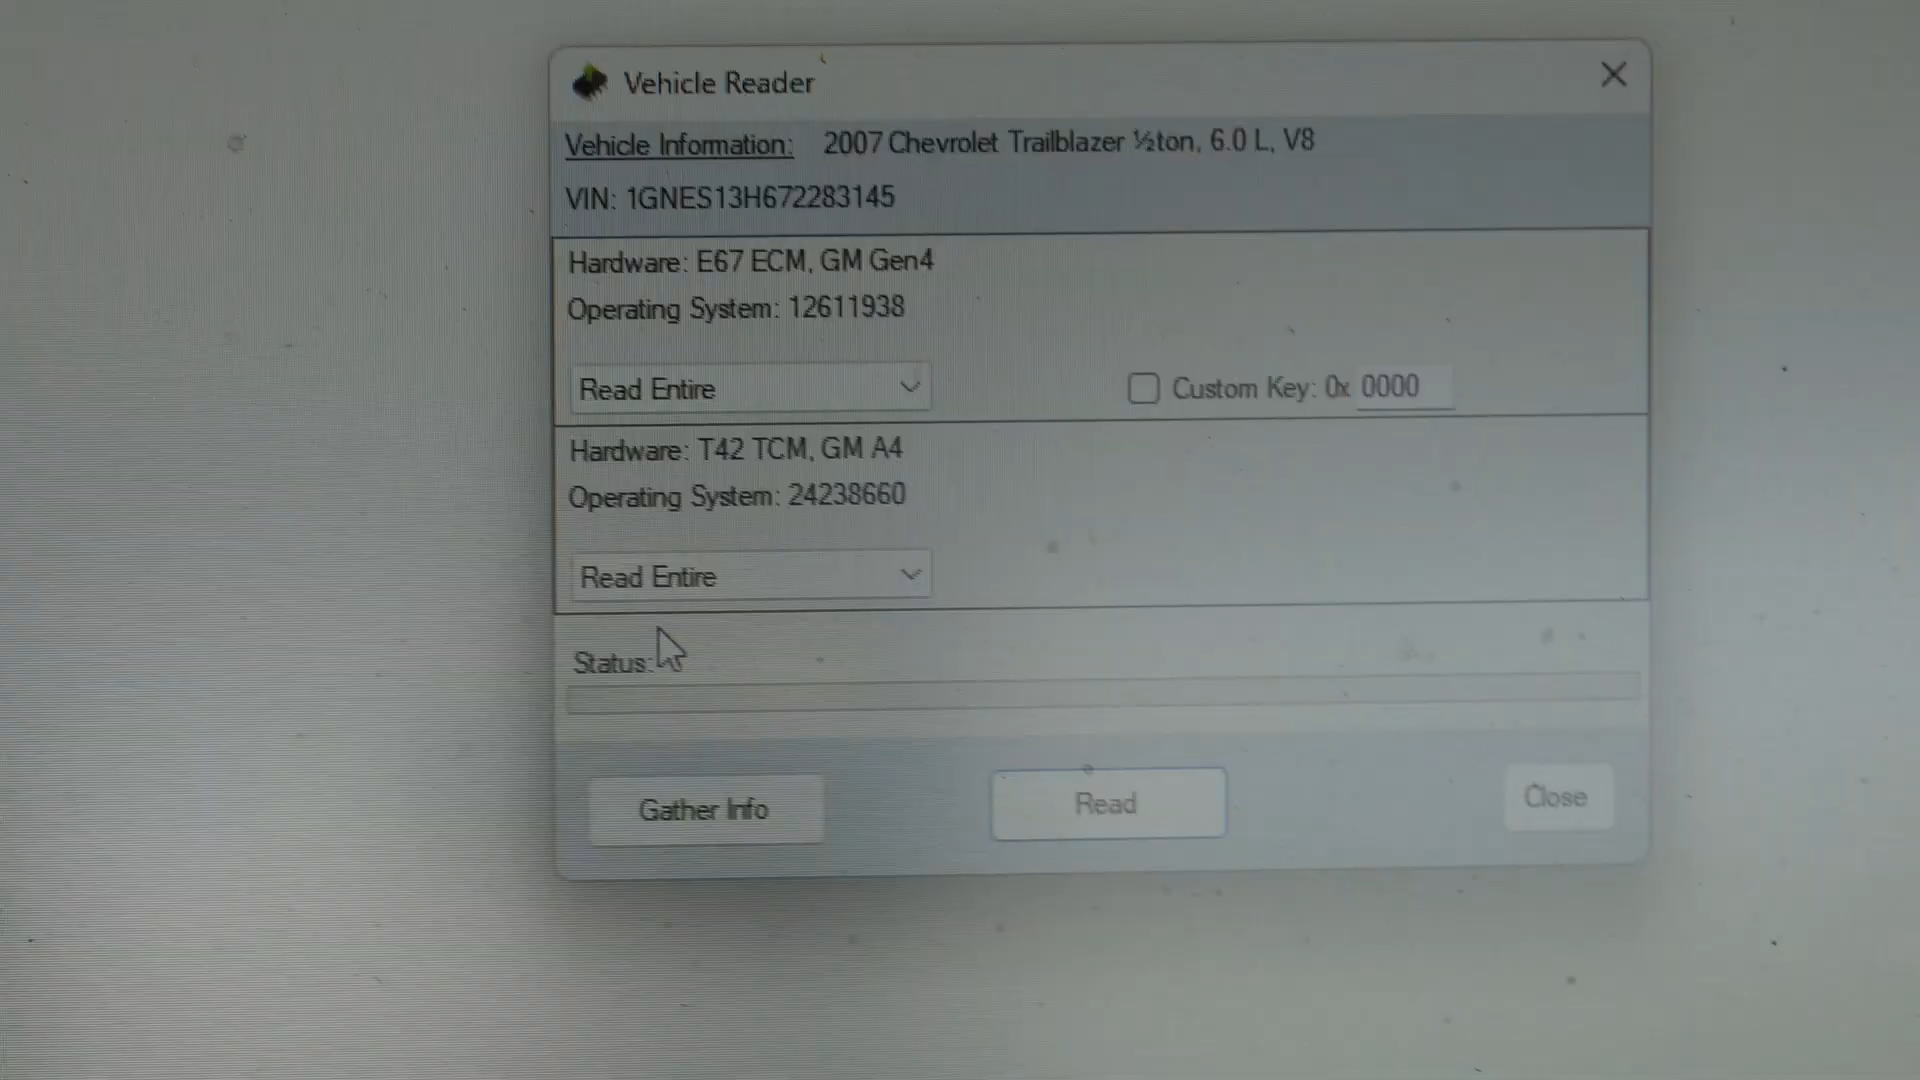 Vehicle Reader
Vehicle Information: 2007 Chevrolet Trailblazer ½ton, 6.0 L, V8
VIN: 1GNES13H672283145
Hardware: E67 ECM, GM Gen4
Operating System: 12611938
Read Entire
Custom Key: 0x 0000
Hardware: T42 TCM, GM A4
Operating System: 24238660
Read Entire
Status:
Gather Info
Read
Close